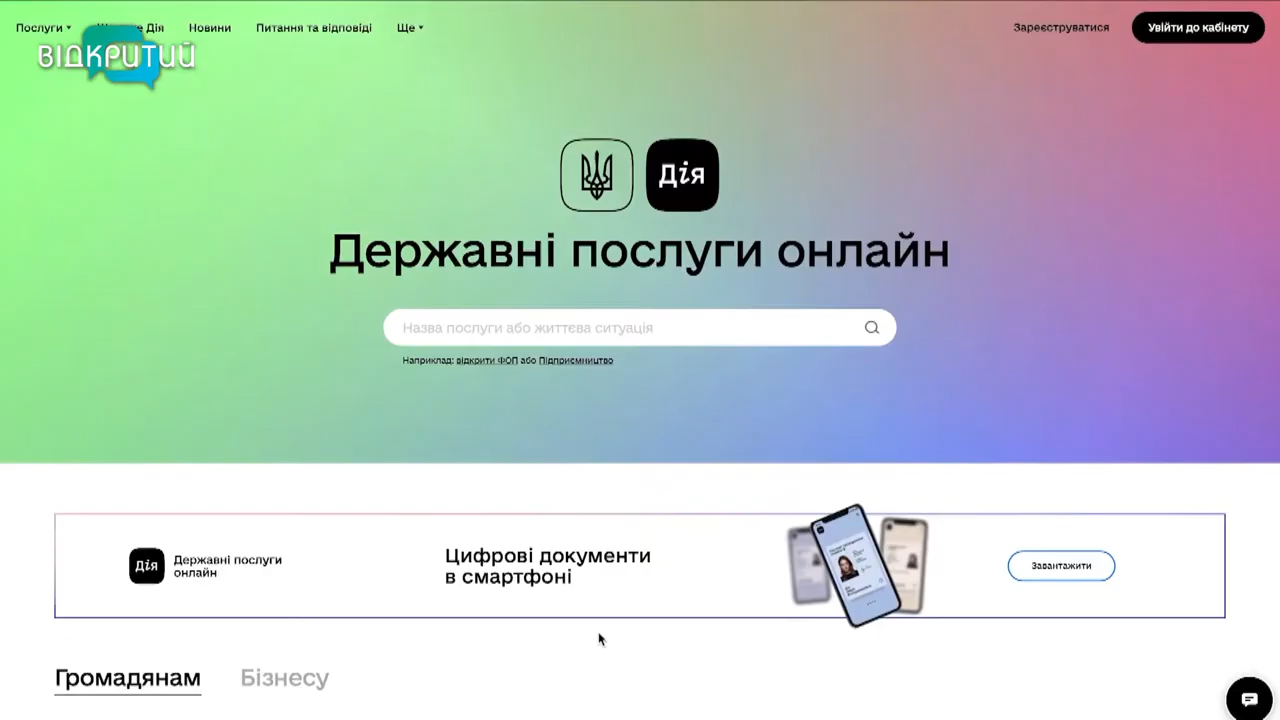 Послуги
Дія
Новини
Питання та відповіді
Ще
Зареєструватися
Увійти до кабінету
ВІДКРИТИЙ
Дія
Державні послуги онлайн
Назва послуги або життєва ситуація
Наприклад: відкрити ФОП або Підприємництво
Дія
Державні послуги
онлайн
Цифрові документи
в смартфоні
Завантажити
Громадянам
Бізнесу